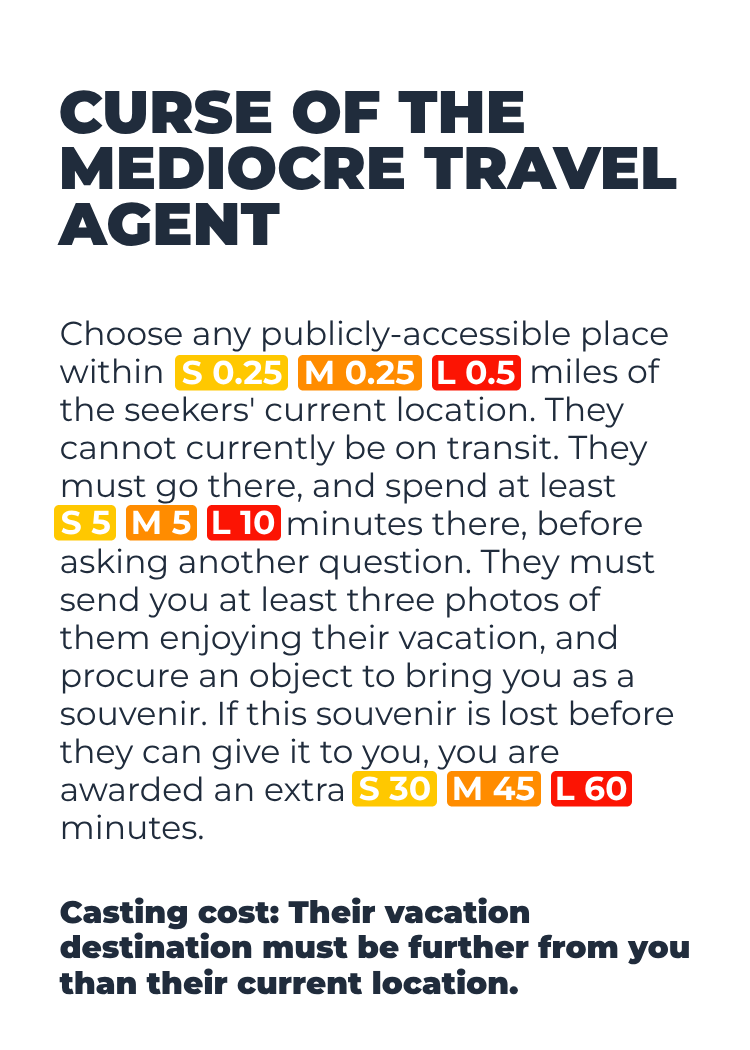 CURSE OF THE
MEDIOCRE TRAVEL
AGENT
Choose any publicly-accessible place
within S 0.25 M 0.25 L 0.5 miles of
the seekers' current location. They
cannot currently be on transit. They
must go there, and spend at least
S 5 M 5 L 10 minutes there, before
asking another question. They must
send you at least three photos of
them enjoying their vacation, and
procure an object to bring you as a
souvenir. If this souvenir is lost before
they can give it to you, you are
awarded an extra S 30 M 45 L 60
minutes.
Casting cost: Their vacation
destination must be further from you
than their current location.